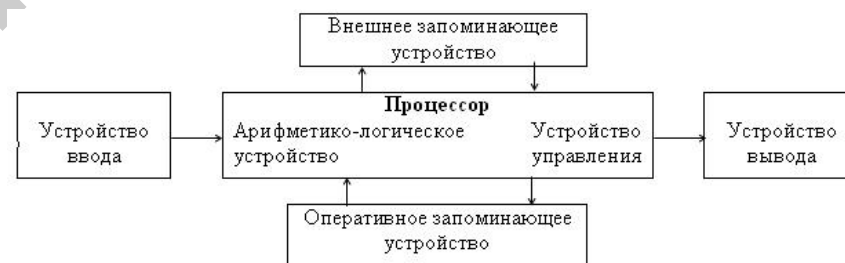 Внешнее запоминающее
устройство
Процессор
Устройство
ввода
Арифметико-логическое
устройство
Устройство
управления
Устройство
вывода
Оперативное запоминающее
устройство